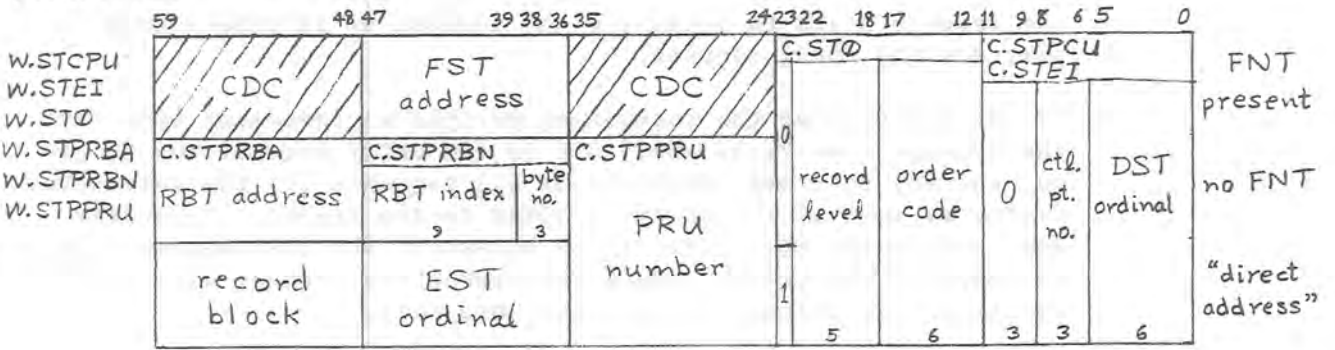 59 48 47 39 38 36 35 24 23 22 18 17 12 11 9 8 6 5 0
W.STCPU
W.STEI
W.STØ
W.STPRBA
W.STPRBN
W.STPPRU
CDC
FST
address
CDC
C.STØ
C.STPCU
C.STEI
FNT
present
C.STPRBA
RBT address
C.STPRBN
RBT index
9
byte
no.
3
C.STPPRU
PRU
number
0
1
record
level
5
order
code
6
0
3
ctl.
pt.
no.
3
DST
ordinal
6
no FNT
record
block
EST
ordinal
"direct
address"